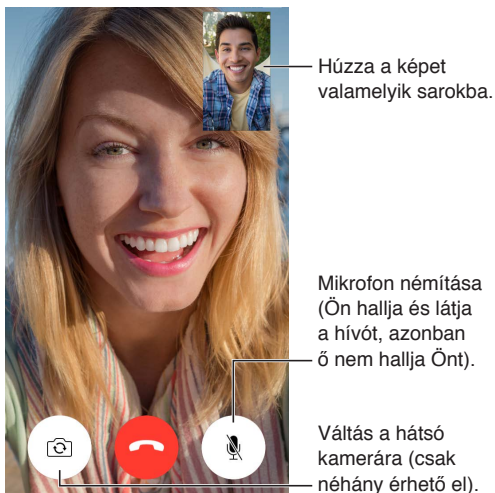 Húzza a képet
valamelyik sarokba.
Mikrofon némítása
(Ön hallja és látja
a hívót, azonban
ő nem hallja Önt).
Váltás a hátsó
kamerára (csak
néhány érhető el).